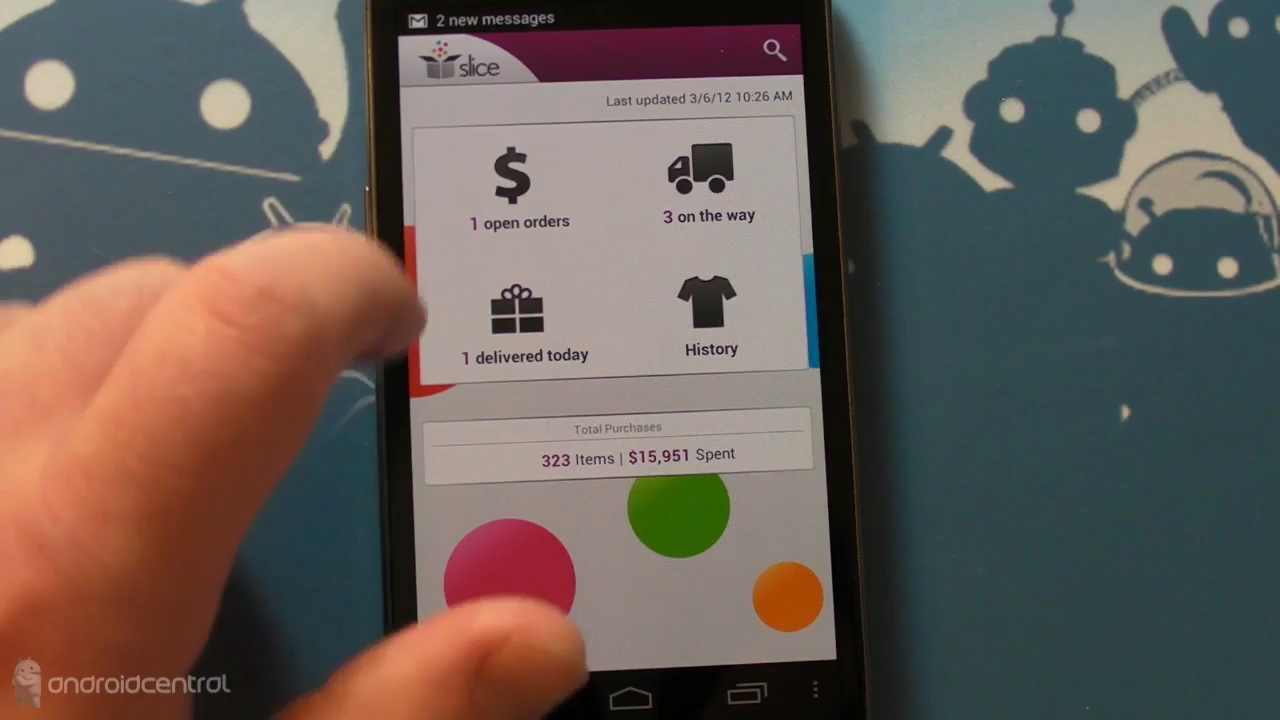 2 new messages
slice
Last updated 3/6/12 10:26 AM
$
1 open orders
3 on the way
1 delivered today
History
Total Purchases
323 Items | $15,951 Spent
androidcentral